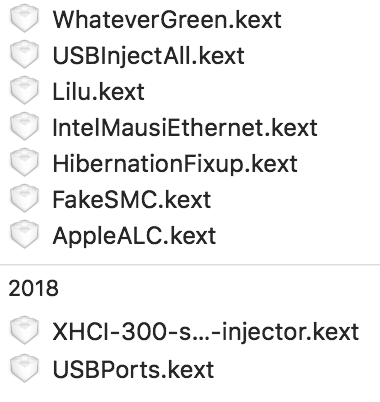 WhateverGreen.kext
USBInjectAll.kext
Lilu.kext
IntelMausiEthernet.kext
HibernationFixup.kext
FakeSMC.kext
AppleALC.kext
2018
XHCI-300-s...-injector.kext
USBPorts.kext